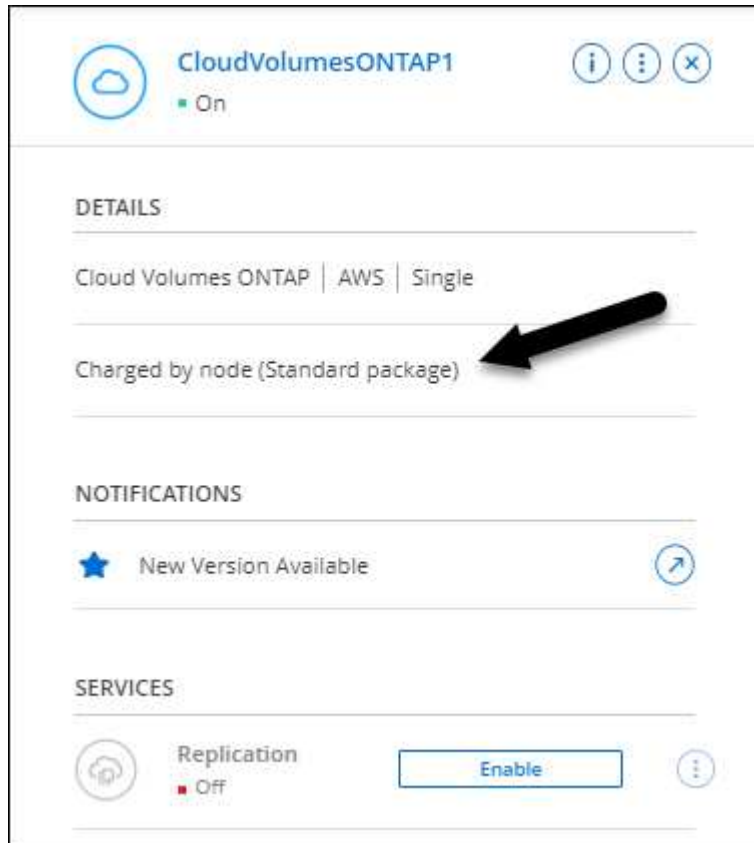 CloudVolumesONTAP1
On
DETAILS
Cloud Volumes ONTAP | AWS | Single
Charged by node (Standard package)
NOTIFICATIONS
New Version Available
SERVICES
Replication
Off
Enable